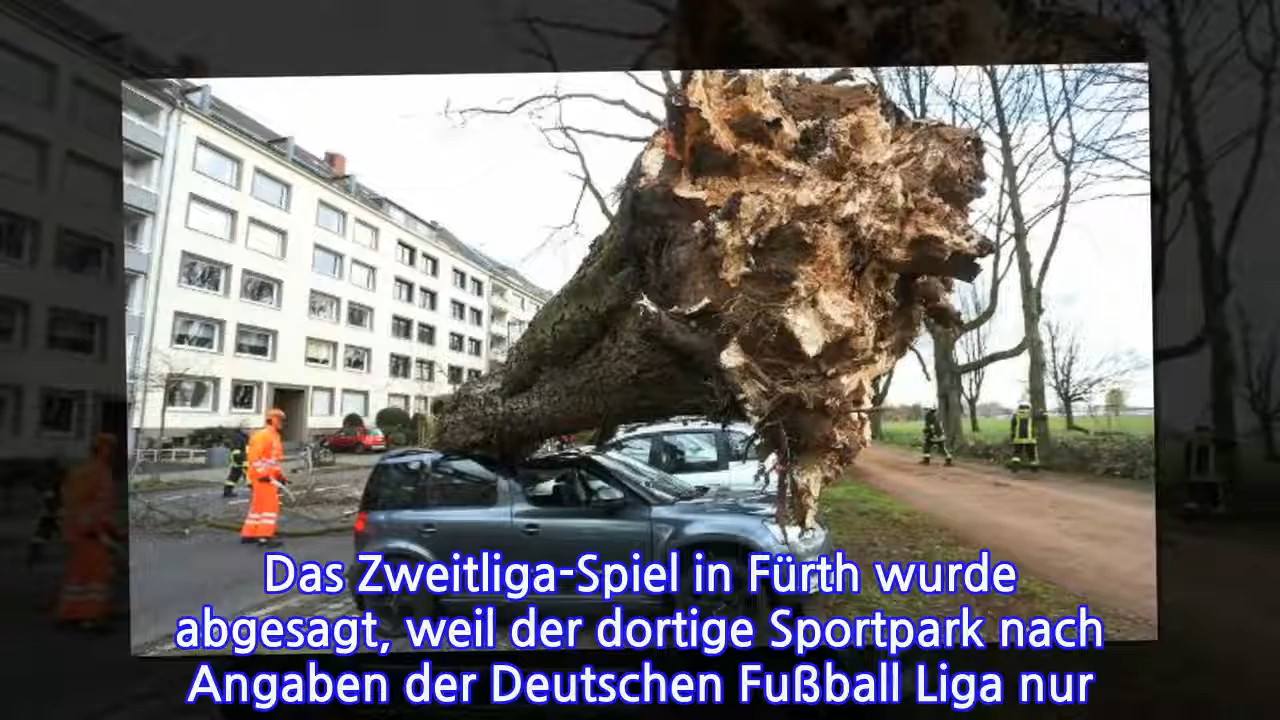 Das Zweitliga-Spiel in Fürth wurde
abgesagt, weil der dortige Sportpark nach
Angaben der Deutschen Fußball Liga nur